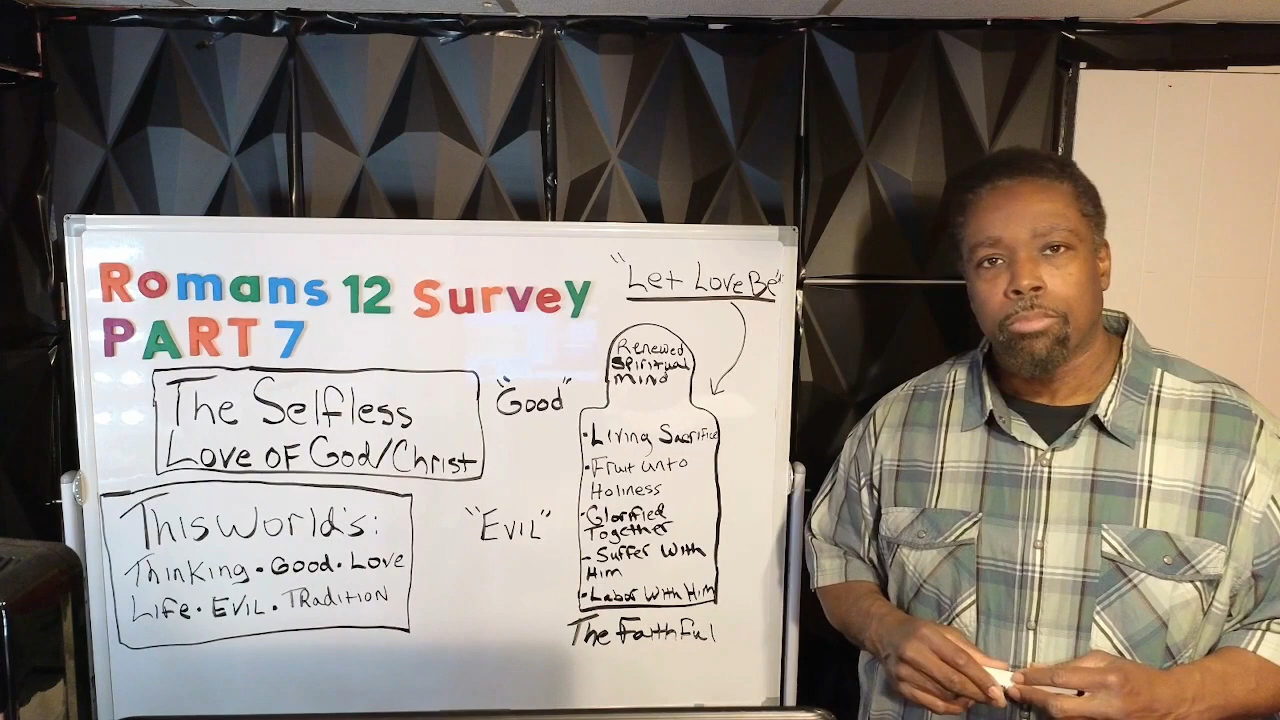 Romans 12 Survey
PART 7
"Let Love Be"
The Selfless
Love of God/Christ
"Good"
This World's:
Thinking · Good · Love
Life · Evil · Tradition
"Evil"
Renewed
Spiritual
Mind
· Living Sacrifice
· Fruit unto
Holiness
· Glorified
Together
- Suffer With
Him
· Labor With Him
The Faithful